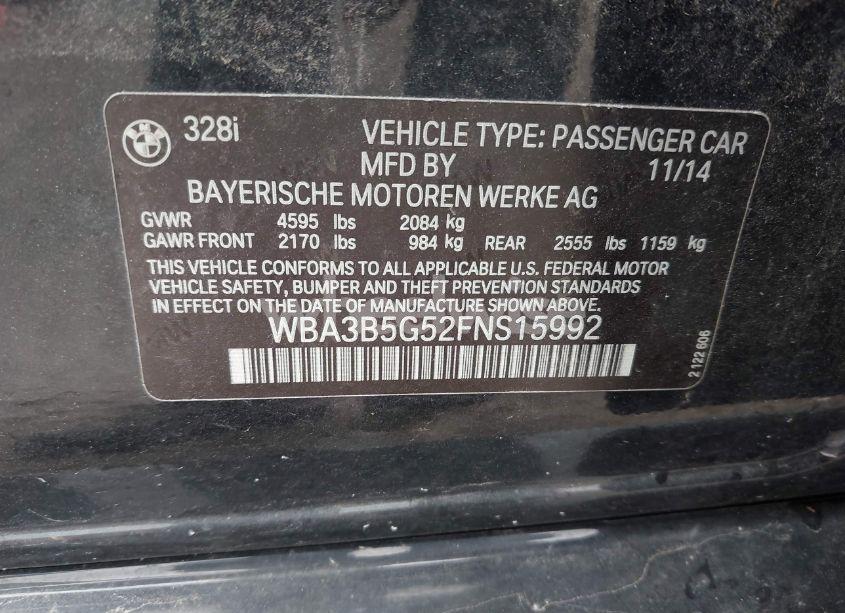 328i VEHICLE TYPE: PASSENGER CAR
MFD BY 11/14
BAYERISCHE MOTOREN WERKE AG
GVWR 4595 lbs 2084 kg
GAWR FRONT 2170 lbs 984 kg REAR 2555 lbs 1159 kg
THIS VEHICLE CONFORMS TO ALL APPLICABLE U.S. FEDERAL MOTOR
VEHICLE SAFETY, BUMPER AND THEFT PREVENTION STANDARDS
IN EFFECT ON THE DATE OF MANUFACTURE SHOWN ABOVE.
WBA3B5G52FNS15992
2 122 606